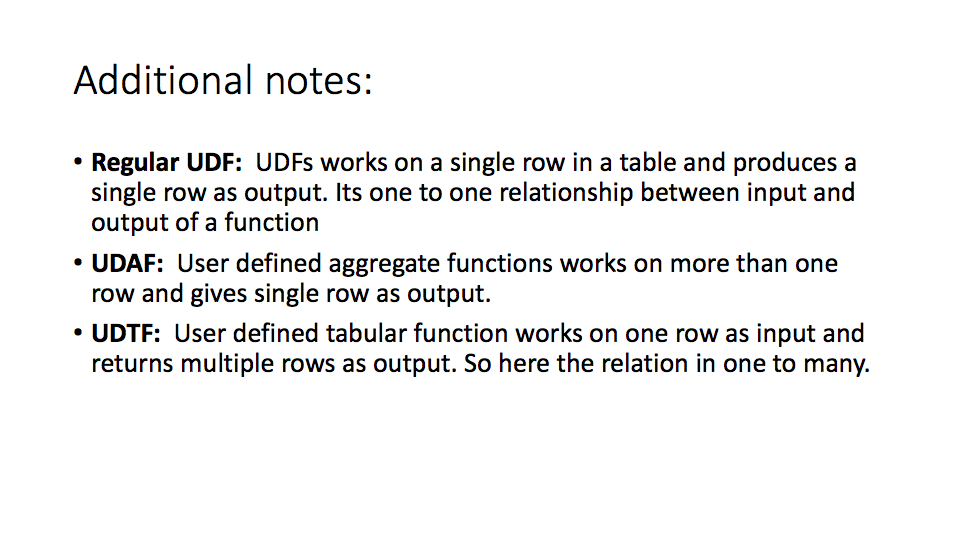 Additional notes:
• Regular UDF:  UDFs works on a single row in a table and produces a
single row as output. Its one to one relationship between input and
output of a function
• UDAF:  User defined aggregate functions works on more than one
row and gives single row as output.
• UDTF:  User defined tabular function works on one row as input and
returns multiple rows as output. So here the relation in one to many.